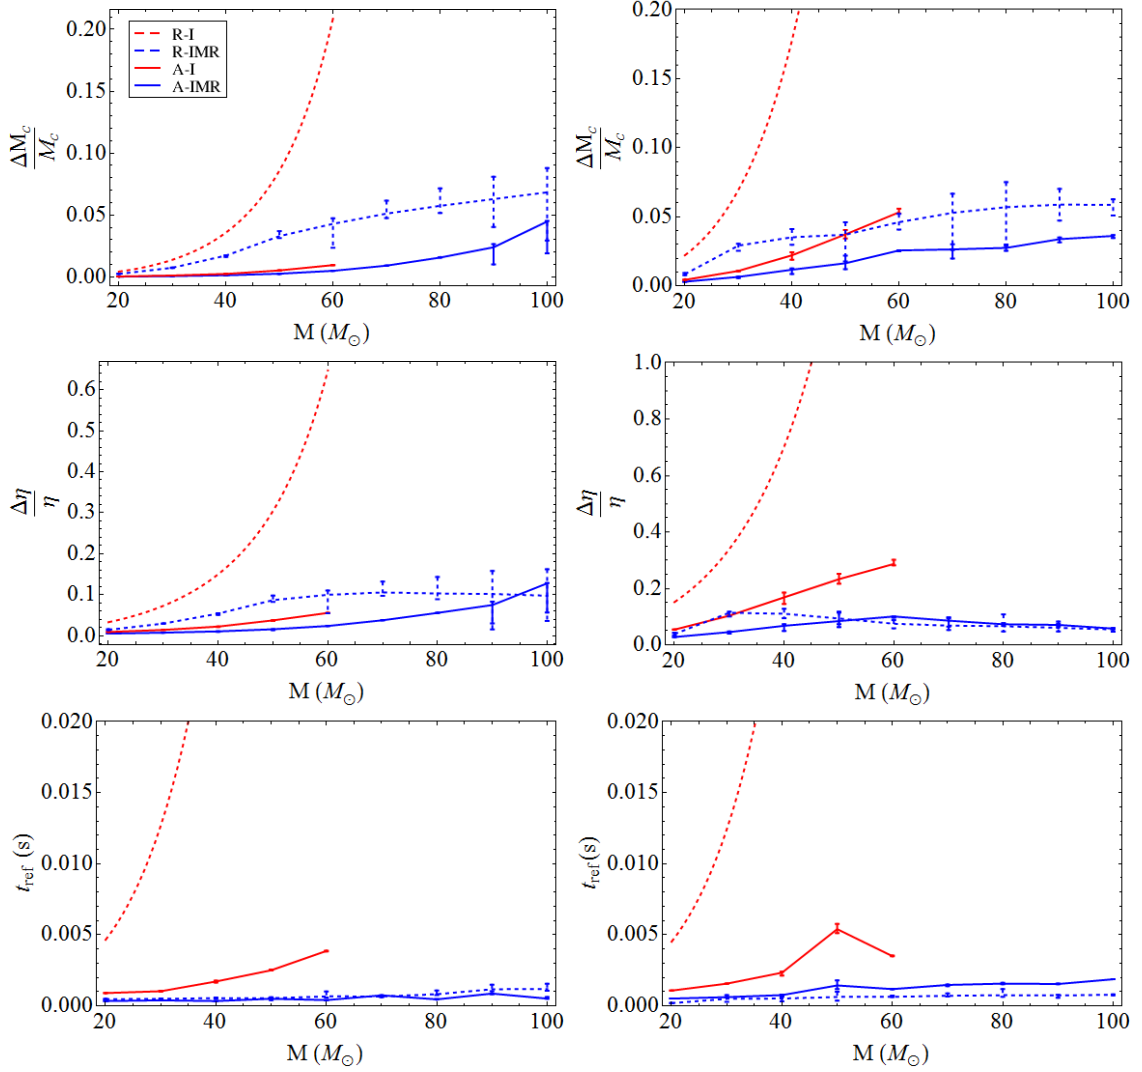 0.20
0.15
0.10
0.05
0.00
ΔM_c
M_c
R-I
R-IMR
A-I
A-IMR
20 40 60 80 100
M (M_⊙)
0.20
0.15
0.10
0.05
0.00
ΔM_c
M_c
20 40 60 80 100
M (M_⊙)
0.6
0.5
0.4
0.3
0.2
0.1
0.0
Δη
η
20 40 60 80 100
M (M_⊙)
1.0
0.8
0.6
0.4
0.2
0.0
Δη
η
20 40 60 80 100
M (M_⊙)
0.020
0.015
0.010
0.005
0.000
t_ref (s)
20 40 60 80 100
M (M_⊙)
0.020
0.015
0.010
0.005
0.000
t_ref (s)
20 40 60 80 100
M (M_⊙)